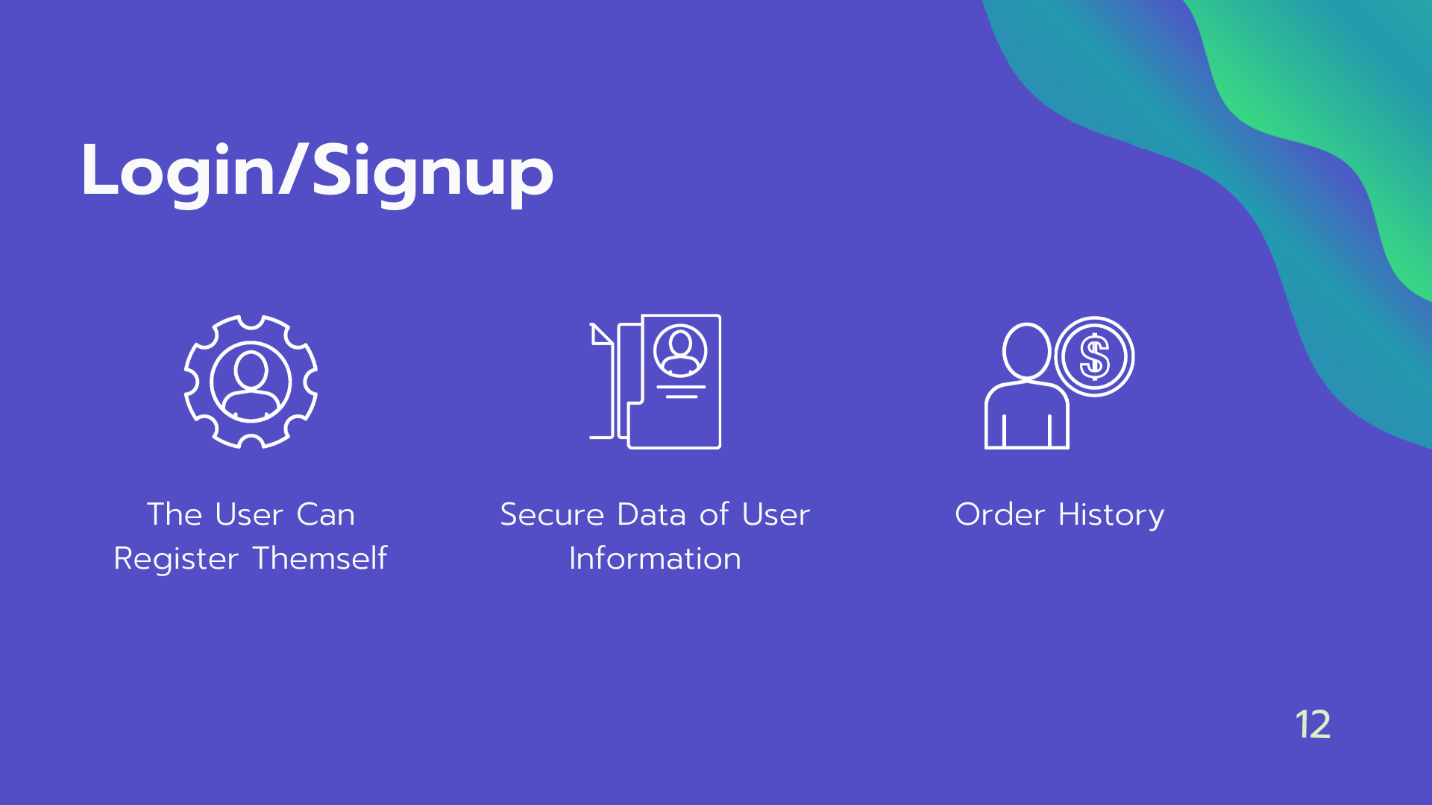 Login/Signup
The User Can
Register Themself
Secure Data of User
Information
Order History
$
12